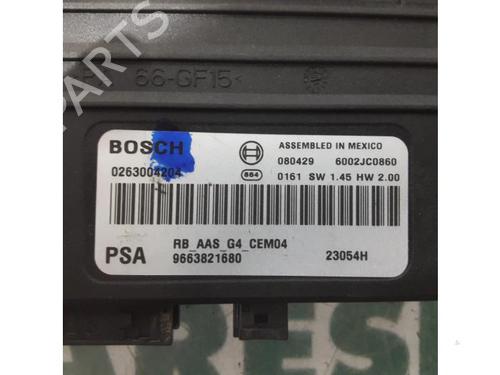 66-GF15<
BOSCH
ASSEMBLED IN MEXICO
080429 6002JC0860
0263004204
884 0161 SW 1.45 HW 2.00
PSA
RB_AAS_G4_CEM04
9663821680
23054H